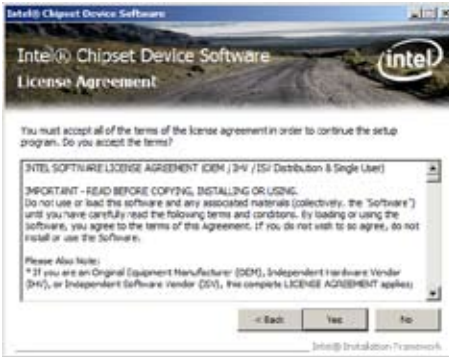 Intel® Chipset Device Software
Intel® Chipset Device Software
intel
License Agreement
You must accept all of the terms of the license agreement in order to continue the setup
program. Do you accept the terms?
INTEL SOFTWARE LICENSE AGREEMENT (OEM / IHV / ISV Distribution & Single User)
IMPORTANT - READ BEFORE COPYING, INSTALLING OR USING.
Do not use or load this software and any associated materials (collectively, the "Software")
until you have carefully read the following terms and conditions. By loading or using the
Software, you agree to the terms of this Agreement. If you do not wish to so agree, do not
install or use the Software.
Please Also Note:
* If you are an Original Equipment Manufacturer (OEM), Independent Hardware Vendor
(IHV), or Independent Software Vendor (ISV), this complete LICENSE AGREEMENT applies;
< Back
Yes
No
Intel® Installation Framework